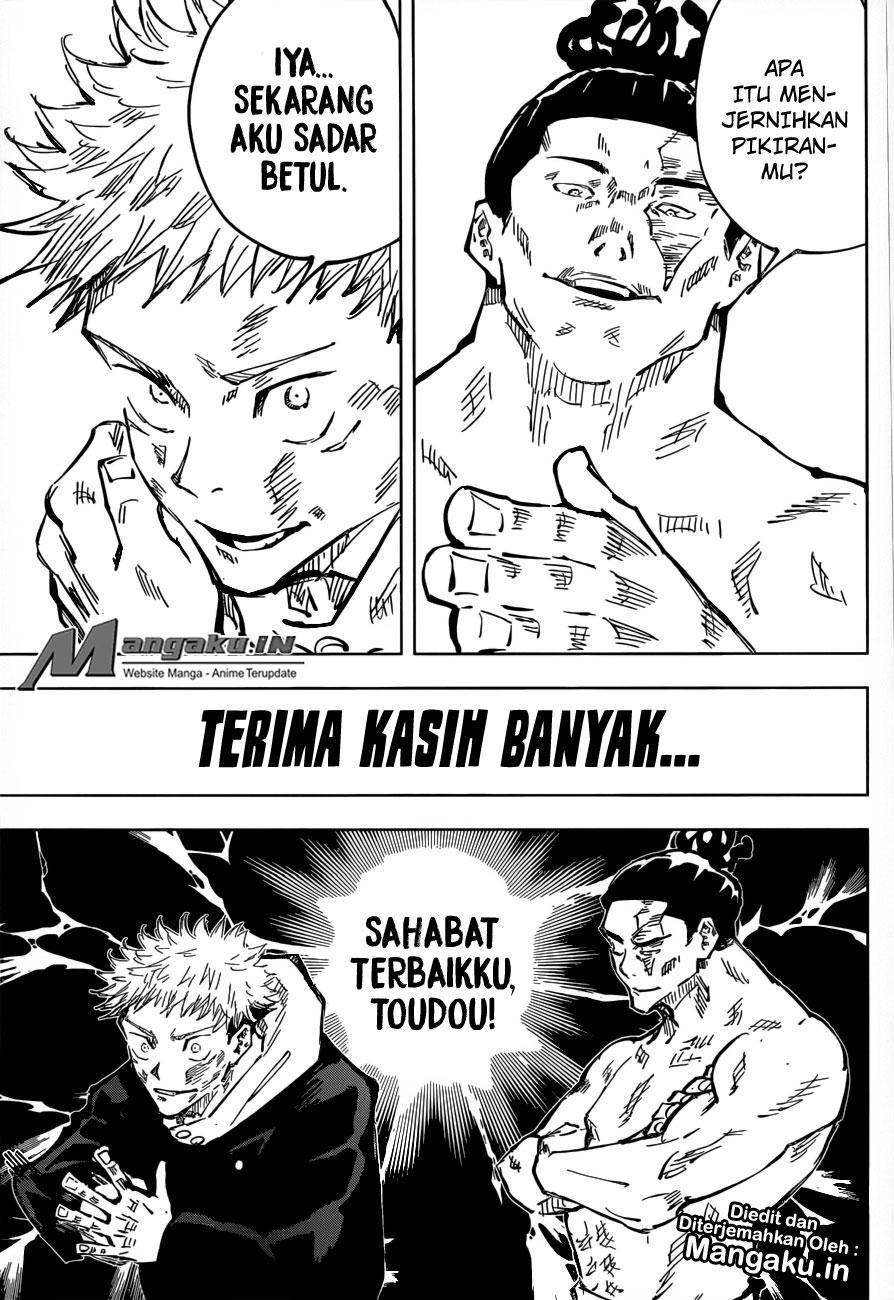 APA
ITU MEN-
JERNIHKAN
PIKIRAN-
MU?
IYA...
SEKARANG
AKU SADAR
BETUL.
Mangaku.iN
Website Manga - Anime Terupdate
TERIMA KASIH BANYAK...
SAHABAT
TERBAIKKU,
TOUDOU!
Diedit dan
Diterjemahkan Oleh :
Mangaku.in